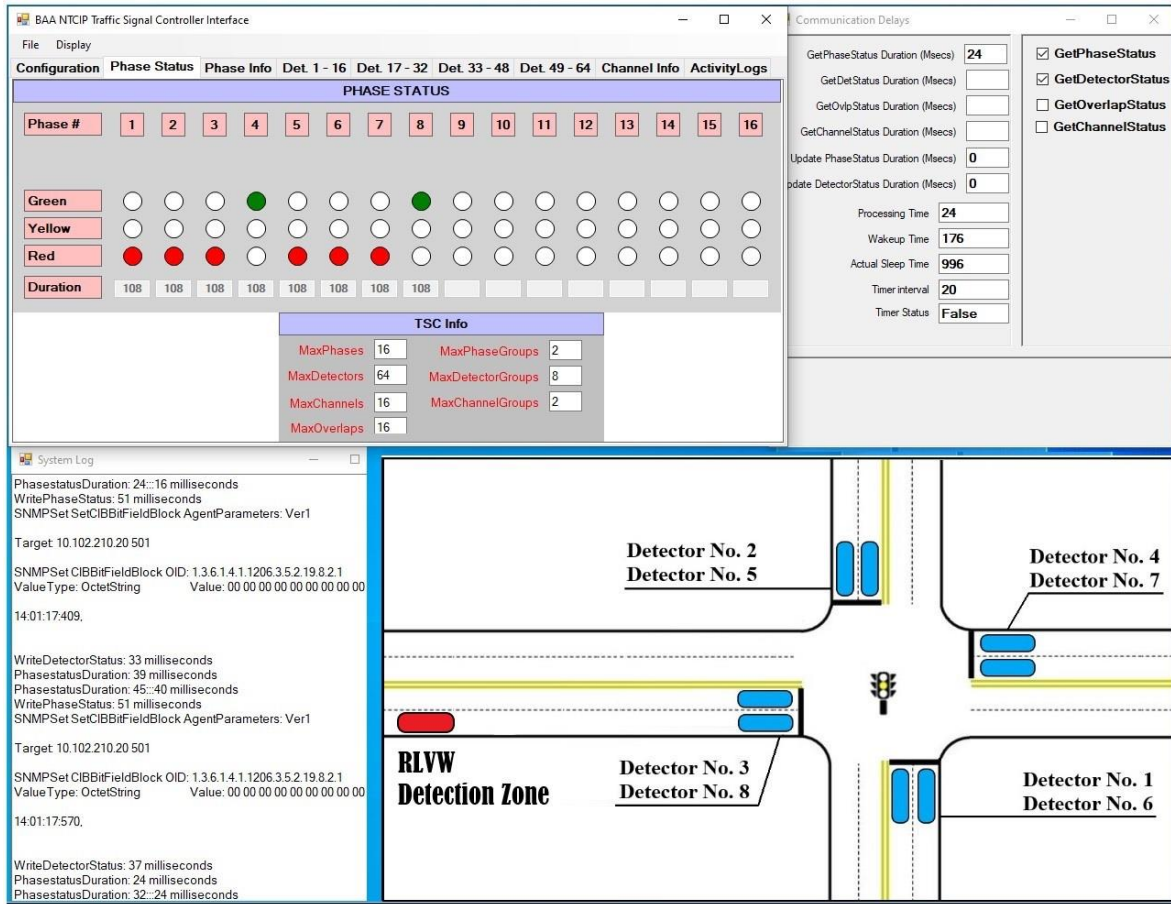 BAA NTCIP Traffic Signal Controller Interface
File Display
Configuration Phase Status Phase Info Det. 1 - 16 Det. 17 - 32 Det. 33 - 48 Det. 49 - 64 Channel Info ActivityLogs
PHASE STATUS
Phase # 1 2 3 4 5 6 7 8 9 10 11 12 13 14 15 16
Green
Yellow
Red
Duration 108 108 108 108 108 108 108 108
TSC Info
MaxPhases 16 MaxPhaseGroups 2
MaxDetectors 64 MaxDetectorGroups 8
MaxChannels 16 MaxChannelGroups 2
MaxOverlaps 16
Communication Delays
GetPhaseStatus Duration (Msecs) 24
GetDetStatus Duration (Msecs)
GetOvlpStatus Duration (Msecs)
GetChannelStatus Duration (Msecs)
Update PhaseStatus Duration (Msecs) 0
pdate DetectorStatus Duration (Msecs) 0
Processing Time 24
Wakeup Time 176
Actual Sleep Time 996
Timer interval 20
Timer Status False
GetPhaseStatus
GetDetectorStatus
GetOverlapStatus
GetChannelStatus
System Log
PhasestatusDuration: 24:::16 milliseconds
WritePhaseStatus: 51 milliseconds
SNMPSet SetCIBBitFieldBlock AgentParameters: Ver1
Target: 10.102.210.20 501
SNMPSet CIBBitFieldBlock OID: 1.3.6.1.4.1.1206.3.5.2.19.8.2.1
ValueType: OctetString Value: 00 00 00 00 00 00 00 00 00
14:01:17:409,
WriteDetectorStatus: 33 milliseconds
PhasestatusDuration: 39 milliseconds
PhasestatusDuration: 45:::40 milliseconds
WritePhaseStatus: 51 milliseconds
SNMPSet SetCIBBitFieldBlock AgentParameters: Ver1
Target: 10.102.210.20 501
SNMPSet CIBBitFieldBlock OID: 1.3.6.1.4.1.1206.3.5.2.19.8.2.1
ValueType: OctetString Value: 00 00 00 00 00 00 00 00 00
14:01:17:570,
WriteDetectorStatus: 37 milliseconds
PhasestatusDuration: 24 milliseconds
PhasestatusDuration: 32:::24 milliseconds
Detector No. 2
Detector No. 5
Detector No. 4
Detector No. 7
RLVW
Detection Zone
Detector No. 3
Detector No. 8
Detector No. 1
Detector No. 6